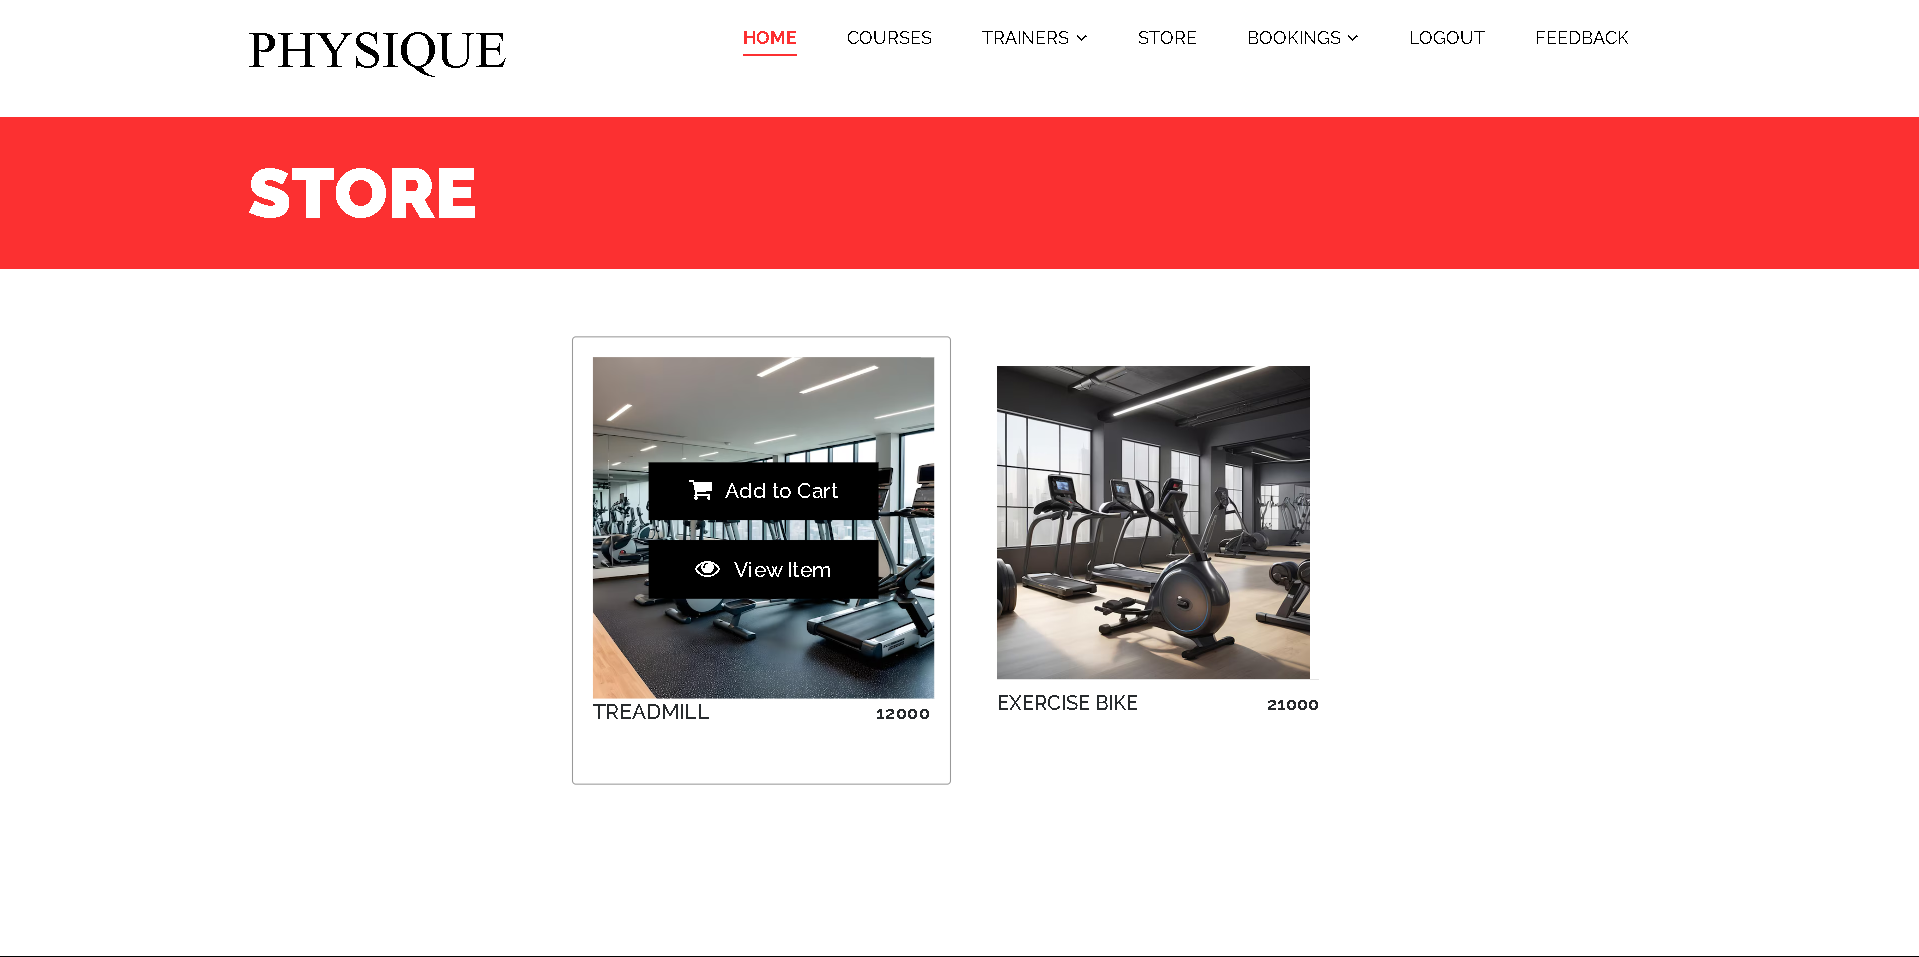 PHYSIQUE
HOME COURSES TRAINERS STORE BOOKINGS LOGOUT FEEDBACK
STORE
Add to Cart
View Item
TREADMILL 12000
EXERCISE BIKE 21000